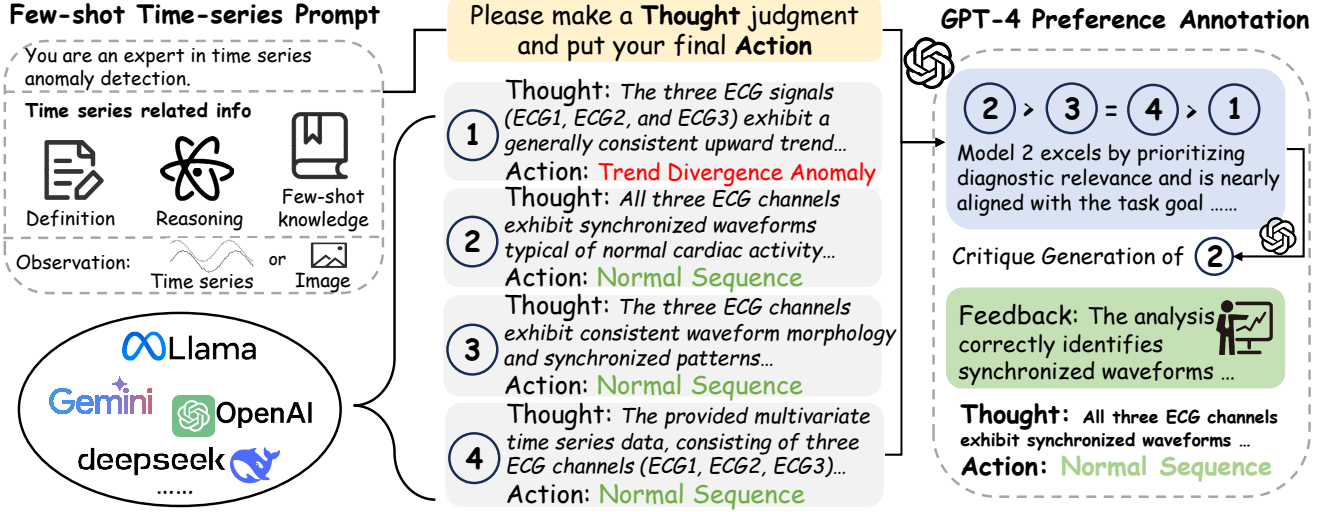 Few-shot Time-series Prompt
You are an expert in time series
anomaly detection.
Time series related info
Definition
Reasoning
Few-shot
knowledge
Observation:
Time series
or
Image
Llama
Gemini
OpenAI
deepseek
......
Please make a Thought judgment
and put your final Action
1
Thought: The three ECG signals
(ECG1, ECG2, and ECG3) exhibit a
generally consistent upward trend...
Action: Trend Divergence Anomaly
2
Thought: All three ECG channels
exhibit synchronized waveforms
typical of normal cardiac activity...
Action: Normal Sequence
3
Thought: The three ECG channels
exhibit consistent waveform morphology
and synchronized patterns...
Action: Normal Sequence
4
Thought: The provided multivariate
time series data, consisting of three
ECG channels (ECG1, ECG2, ECG3)...
Action: Normal Sequence
GPT-4 Preference Annotation
2 > 3 = 4 > 1
Model 2 excels by prioritizing
diagnostic relevance and is nearly
aligned with the task goal ......
Critique Generation of 2
Feedback: The analysis
correctly identifies
synchronized waveforms ...
Thought: All three ECG channels
exhibit synchronized waveforms ...
Action: Normal Sequence